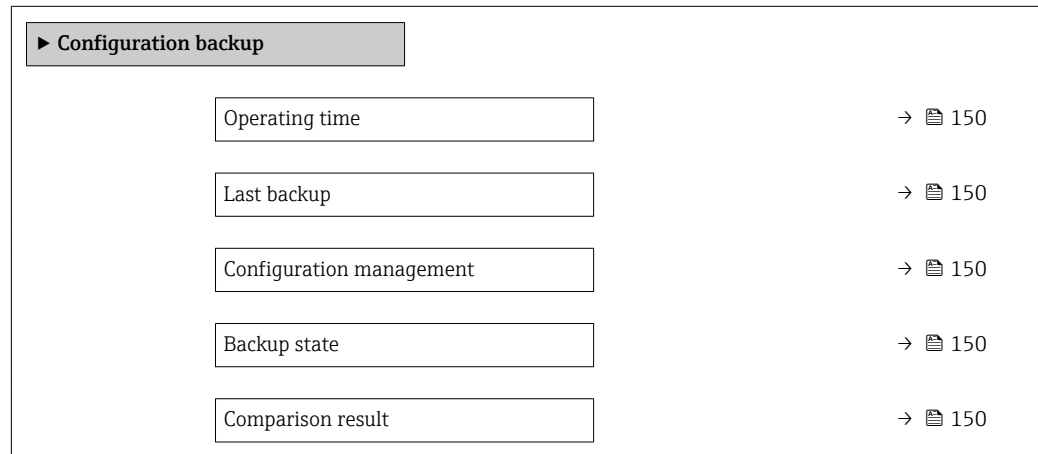 ▶ Configuration backup
Operating time → 🖺 150
Last backup → 🖺 150
Configuration management → 🖺 150
Backup state → 🖺 150
Comparison result → 🖺 150